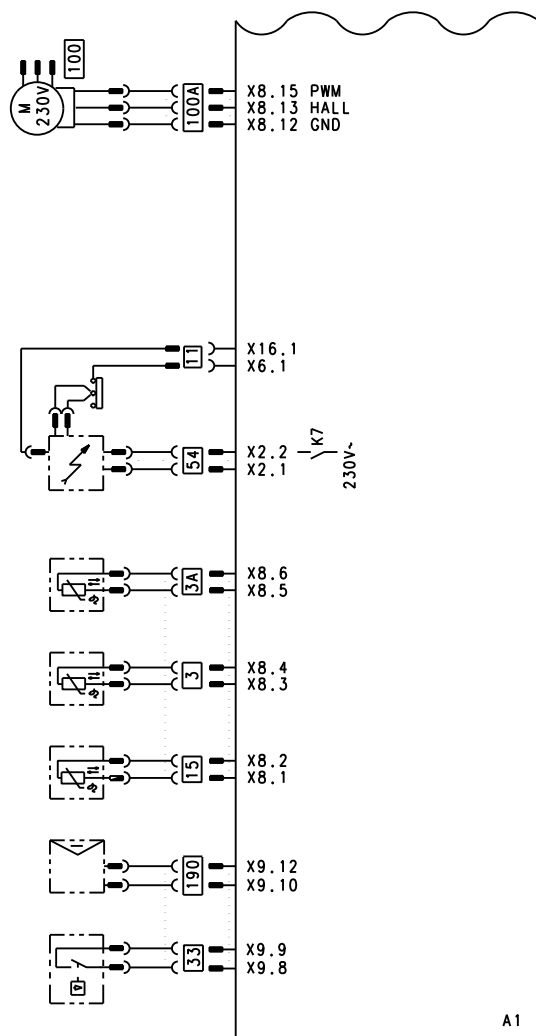 100
M
230V
100A
X8.15 PWM
X8.13 HALL
X8.12 GND
11
X16.1
X6.1
54
X2.2
X2.1
K7
230V~
3A
X8.6
X8.5
3
X8.4
X8.3
15
X8.2
X8.1
190
X9.12
X9.10
33
X9.9
X9.8
A1